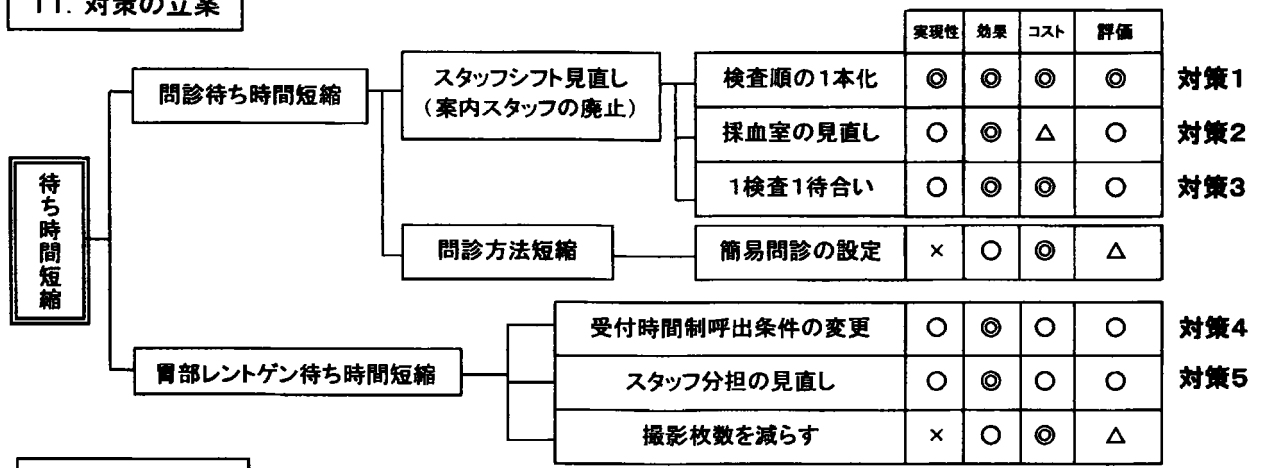 11. 対策の立案
実現性 効果 コスト 評価
待ち時間短縮
問診待ち時間短縮
スタッフシフト見直し
(案内スタッフの廃止)
検査順の1本化 ◎ ◎ ◎ ◎ 対策1
採血室の見直し ○ ◎ △ ○ 対策2
1検査1待合い ○ ◎ ◎ ○ 対策3
問診方法短縮
簡易問診の設定 × ○ ◎ △
胃部レントゲン待ち時間短縮
受付時間制呼出条件の変更 ○ ◎ ○ ○ 対策4
スタッフ分担の見直し ○ ◎ ○ ○ 対策5
撮影枚数を減らす × ○ ◎ △